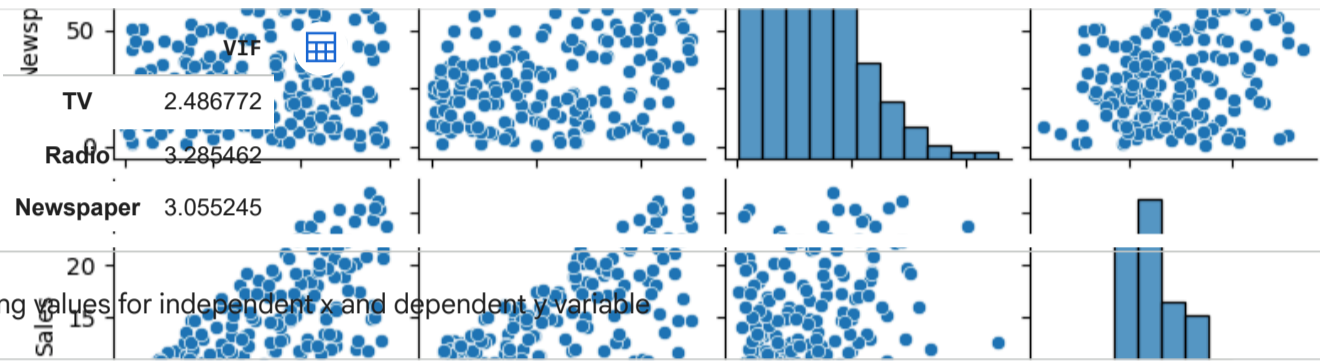 Newsp
50
VIF
TV 2.486772
0
Radio 3.285462
Newspaper 3.055245
20
ng values for independent x and dependent y variable
15
Sales